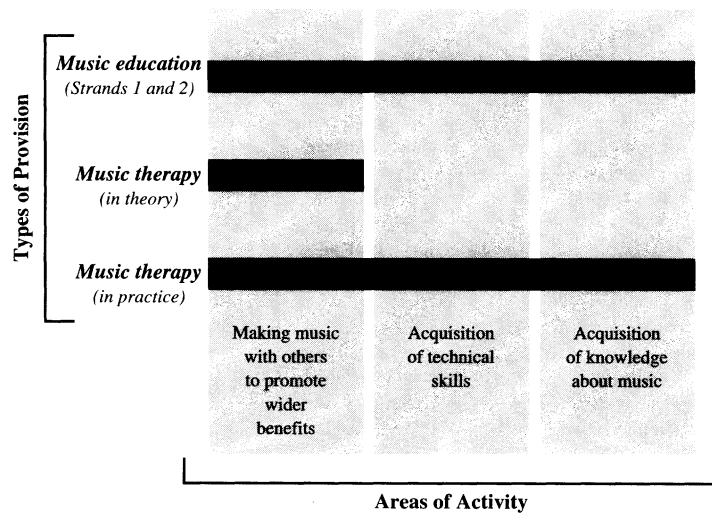 Types of Provision
Music education
(Strands 1 and 2)
Music therapy
(in theory)
Music therapy
(in practice)
Making music
with others
to promote
wider
benefits
Acquisition
of technical
skills
Acquisition
of knowledge
about music
Areas of Activity